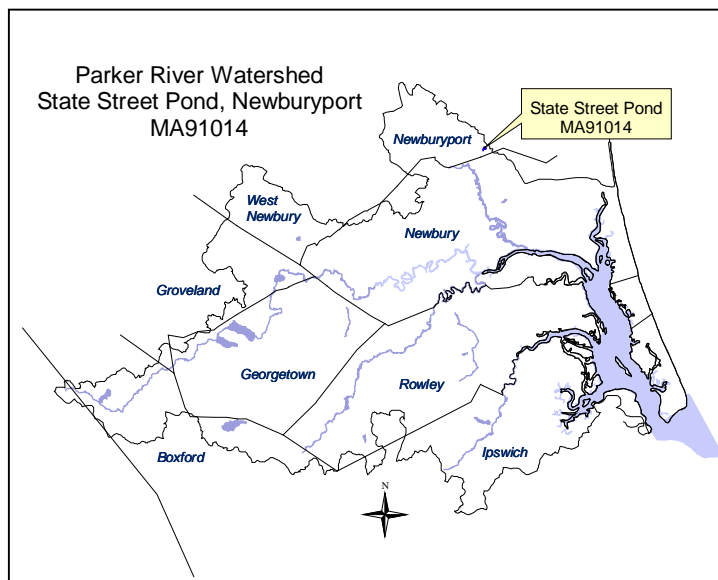 Parker River Watershed
State Street Pond, Newburyport
MA91014
State Street Pond
MA91014
Newburyport
West
Newbury
Newbury
Groveland
Georgetown
Rowley
Boxford
Ipswich
N